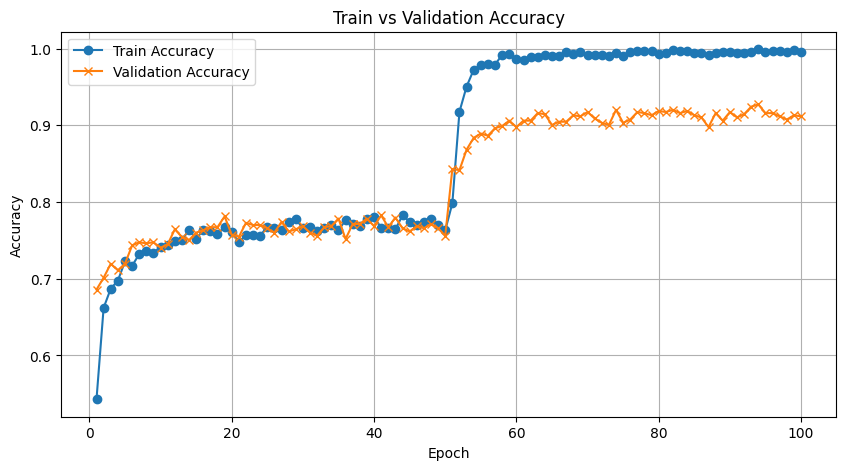 Train vs Validation Accuracy
Train Accuracy
Validation Accuracy
1.0
0.9
0.8
0.7
0.6
Accuracy
0 20 40 60 80 100
Epoch